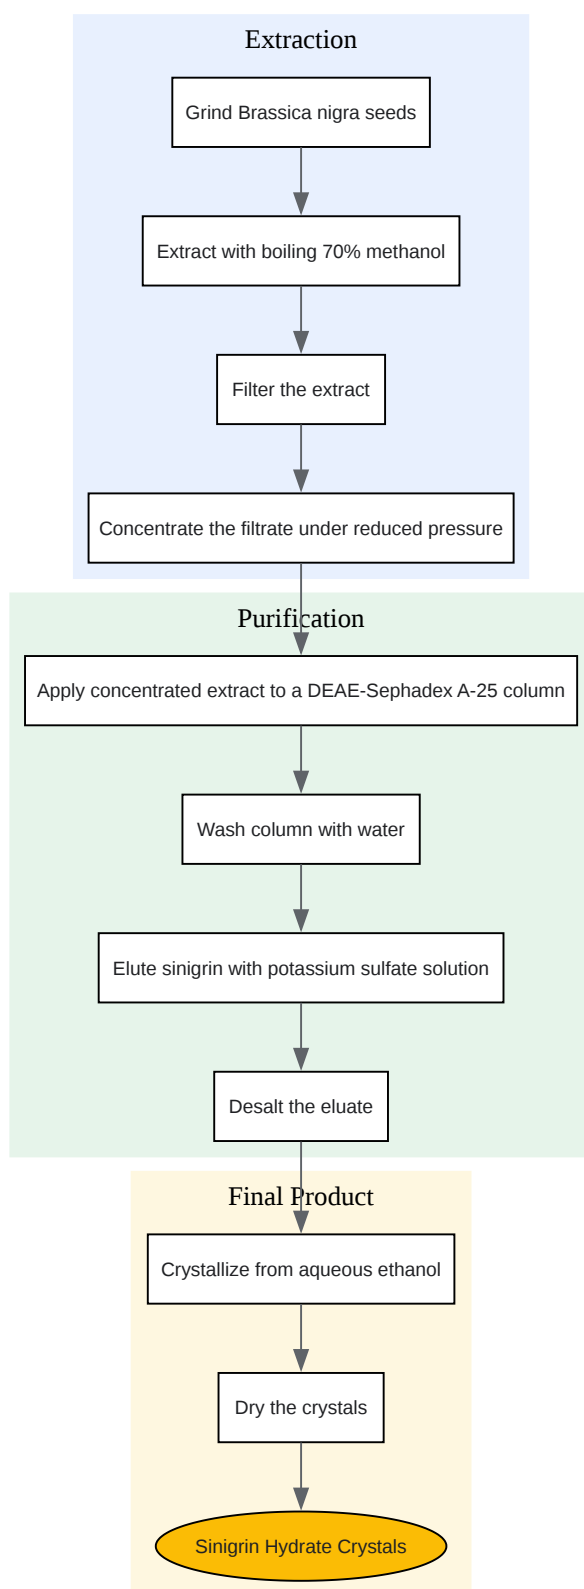 Extraction
Grind Brassica nigra seeds
Extract with boiling 70% methanol
Filter the extract
Concentrate the filtrate under reduced pressure
Purification
Apply concentrated extract to a DEAE-Sephadex A-25 column
Wash column with water
Elute sinigrin with potassium sulfate solution
Desalt the eluate
Final Product
Crystallize from aqueous ethanol
Dry the crystals
Sinigrin Hydrate Crystals